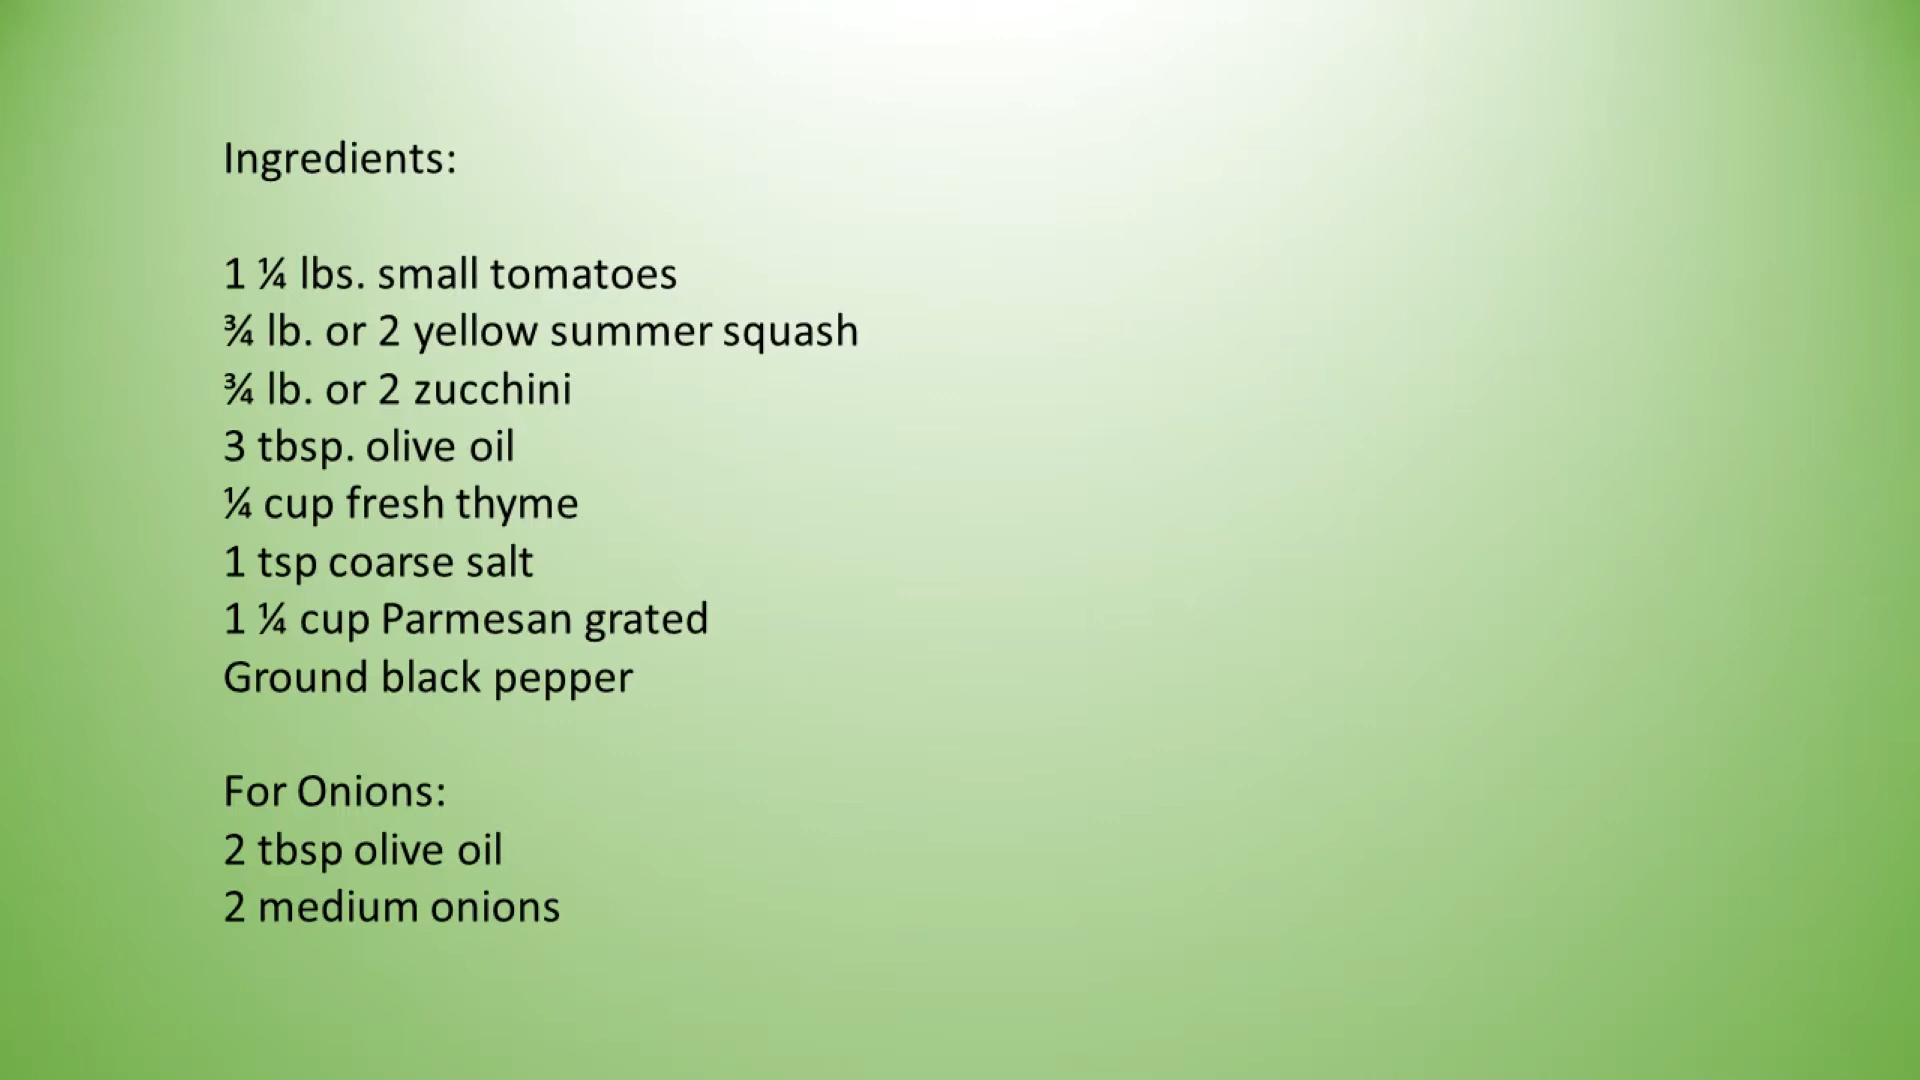 Ingredients:
1 ¼ lbs. small tomatoes
¾ lb. or 2 yellow summer squash
¾ lb. or 2 zucchini
3 tbsp. olive oil
¼ cup fresh thyme
1 tsp coarse salt
1 ¼ cup Parmesan grated
Ground black pepper
For Onions:
2 tbsp olive oil
2 medium onions